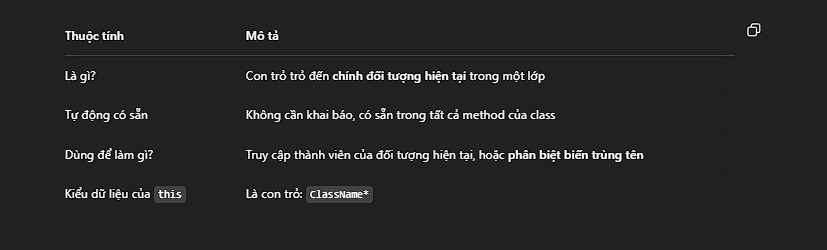 Thuộc tính Mô tả
Là gì? Con trỏ trỏ đến chính đối tượng hiện tại trong một lớp
Tự động có sẵn Không cần khai báo, có sẵn trong tất cả method của class
Dùng để làm gì? Truy cập thành viên của đối tượng hiện tại, hoặc phân biệt biến trùng tên
Kiểu dữ liệu của this Là con trỏ: ClassName*